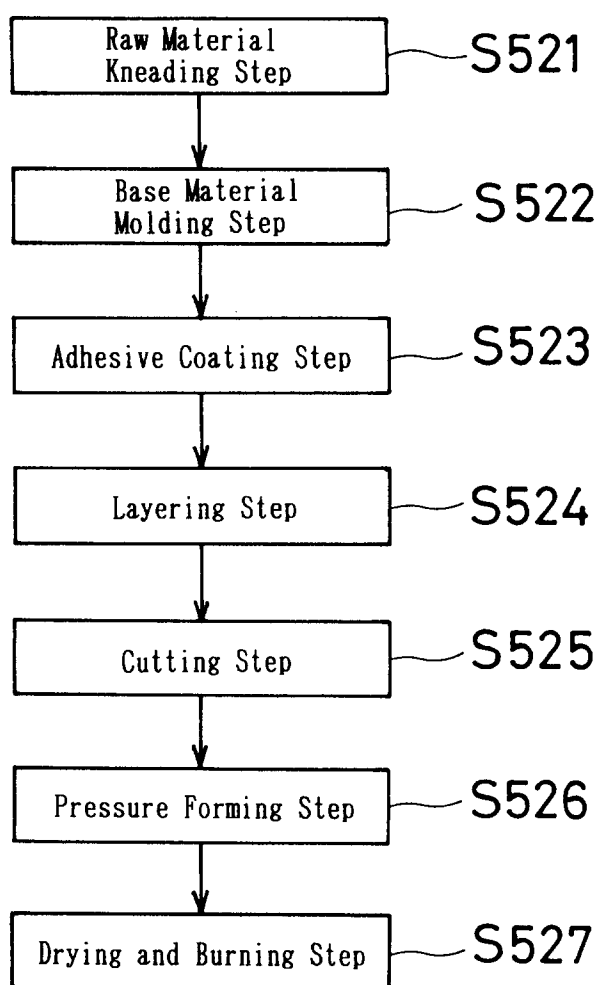 Raw Material
Kneading Step
S521
Base Material
Molding Step
S522
Adhesive Coating Step
S523
Layering Step
S524
Cutting Step
S525
Pressure Forming Step
S526
Drying and Burning Step
S527